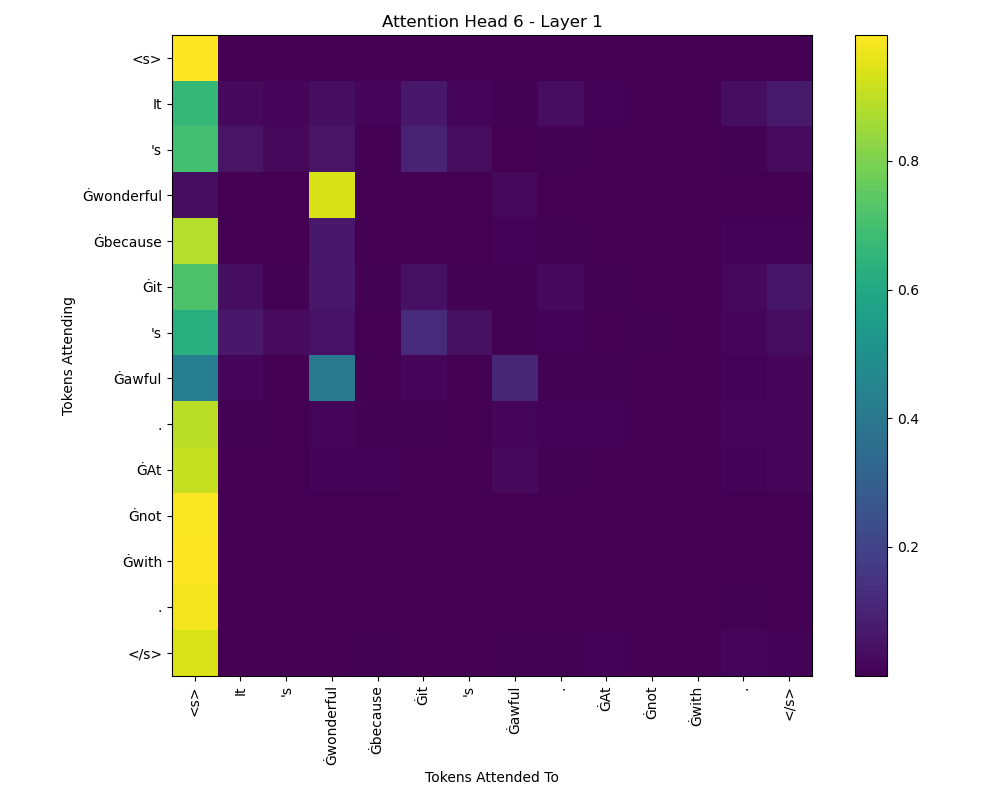 Attention Head 6 - Layer 1
<s>
It
's
Ġwonderful
Ġbecause
Ġit
's
Ġawful
.
ĠAt
Ġnot
Ġwith
.
</s>
Tokens Attending
<s>
It
's
Ġwonderful
Ġbecause
Ġit
's
Ġawful
.
ĠAt
Ġnot
Ġwith
.
</s>
Tokens Attended To
0.8
0.6
0.4
0.2